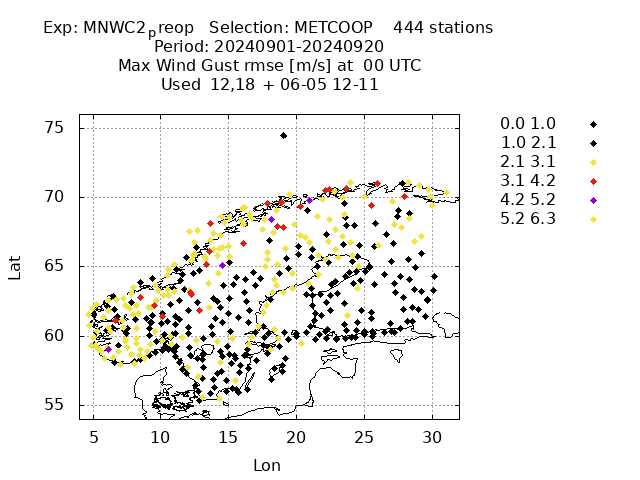 Exp: MNWC2preop Selection: METCOOP 444 stations
Period: 20240901-20240920
Max Wind Gust rmse [m/s] at 00 UTC
Used 12,18 + 06-05 12-11
75
70
65
60
55
Lat
5 10 15 20 25 30
Lon
0.0 1.0
1.0 2.1
2.1 3.1
3.1 4.2
4.2 5.2
5.2 6.3